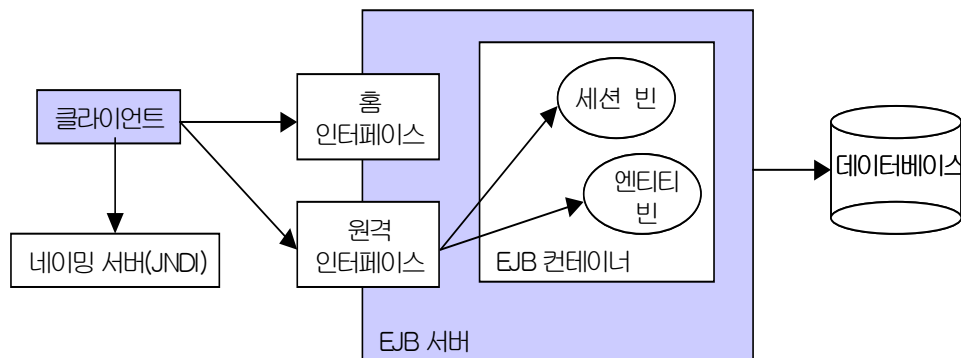 클라이언트
네이밍 서버(JNDI)
홈
인터페이스
원격
인터페이스
세션 빈
엔티티
빈
EJB 컨테이너
EJB 서버
데이터베이스